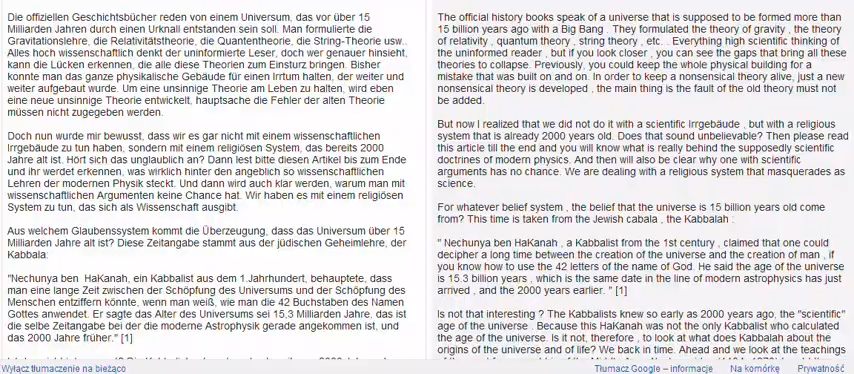 Die offiziellen Geschichtsbücher reden von einem Universum, das vor über 15
Milliarden Jahren durch einen Urknall entstanden sein soll. Man formulierte die
Gravitationslehre, die Relativitätstheorie, die Quantentheorie, die String-Theorie usw..
Alles hoch wissenschaftlich denkt der uninformierte Leser, doch wer genauer hinsieht,
kann die Lücken erkennen, die alle diese Theorien zum Einsturz bringen. Bisher
konnte man das ganze physikalische Gebäude für einen Irrtum halten, der weiter und
weiter aufgebaut wurde. Um eine unsinnige Theorie am Leben zu halten, wird eben
eine neue unsinnige Theorie entwickelt, hauptsache die Fehler der alten Theorie
müssen nicht zugegeben werden.
Doch nun wurde mir bewusst, dass wir es gar nicht mit einem wissenschaftlichen
Irrgebäude zu tun haben, sondern mit einem religiösen System, das bereits 2000
Jahre alt ist. Hört sich das unglaublich an? Dann lest bitte diesen Artikel bis zum Ende
und ihr werdet erkennen, was wirklich hinter den angeblich so wissenschaftlichen
Lehren der modernen Physik steckt. Und dann wird auch klar werden, warum man mit
wissenschaftlichen Argumenten keine Chance hat. Wir haben es mit einem religiösen
System zu tun, das sich als Wissenschaft ausgibt.
Aus welchem Glaubenssystem kommt die Überzeugung, dass das Universum über 15
Milliarden Jahre alt ist? Diese Zeitangabe stammt aus der jüdischen Geheimlehre, der
Kabbala:
"Nechunya ben HaKanah, ein Kabbalist aus dem 1.Jahrhundert, behauptete, dass
man eine lange Zeit zwischen der Schöpfung des Universums und der Schöpfung des
Menschen entziffern könnte, wenn man weiß, wie man die 42 Buchstaben des Namen
Gottes anwendet. Er sagte das Alter des Universums sei 15,3 Milliarden Jahre, das ist
die selbe Zeitangabe bei der die moderne Astrophysik gerade angekommen ist, und
das 2000 Jahre früher." [1]
The official history books speak of a universe that is supposed to be formed more than
15 billion years ago with a Big Bang . They formulated the theory of gravity , the theory
of relativity , quantum theory , string theory , etc. . Everything high scientific thinking of
the uninformed reader , but if you look closer , you can see the gaps that bring all these
theories to collapse. Previously, you could keep the whole physical building for a
mistake that was built on and on. In order to keep a nonsensical theory alive, just a new
nonsensical theory is developed , the main thing is the fault of the old theory must not
be added.
But now I realized that we did not do it with a scientific Irrgebäude , but with a religious
system that is already 2000 years old. Does that sound unbelievable? Then please read
this article till the end and you will know what is really behind the supposedly scientific
doctrines of modern physics. And then will also be clear why one with scientific
arguments has no chance. We are dealing with a religious system that masquerades as
science.
For whatever belief system , the belief that the universe is 15 billion years old come
from? This time is taken from the Jewish cabala , the Kabbalah :
" Nechunya ben HaKanah , a Kabbalist from the 1st century , claimed that one could
decipher a long time between the creation of the universe and the creation of man , if
you know how to use the 42 letters of the name of God. He said the age of the universe
is 15.3 billion years , which is the same date in the line of modern astrophysics has just
arrived , and the 2000 years earlier. " [1]
Is not that interesting ? The Kabbalists knew so early as 2000 years ago, the "scientific"
age of the universe . Because this HaKanah was not the only Kabbalist who calculated
the age of the universe. Is it not, therefore , to look at what does Kabbalah about the
origins of the universe and of life? We back in time. Ahead and we look at the teachings
Wyłącz tłumaczenie na bieżąco
Tłumacz Google – informacje Na komórkę Prywatność